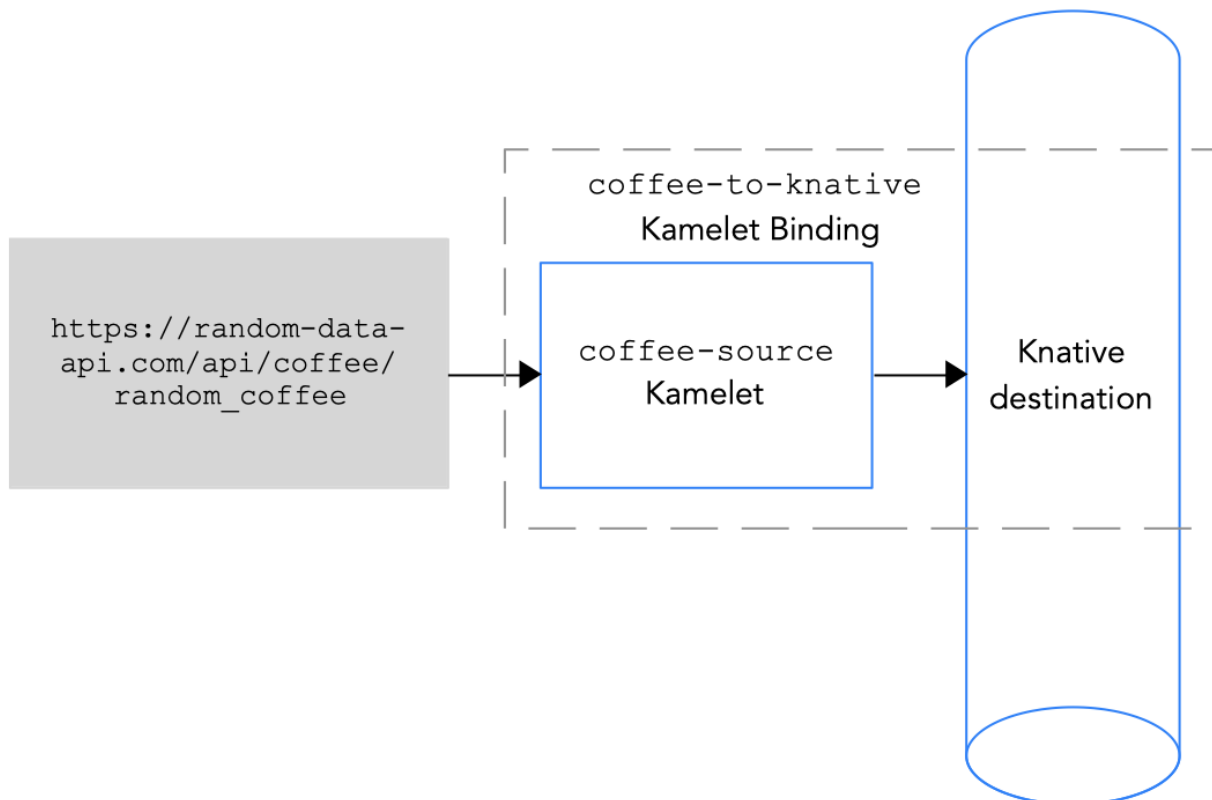 coffee-to-knative
Kamelet Binding
https://random-data-
api.com/api/coffee/
random_coffee
coffee-source
Kamelet
Knative
destination